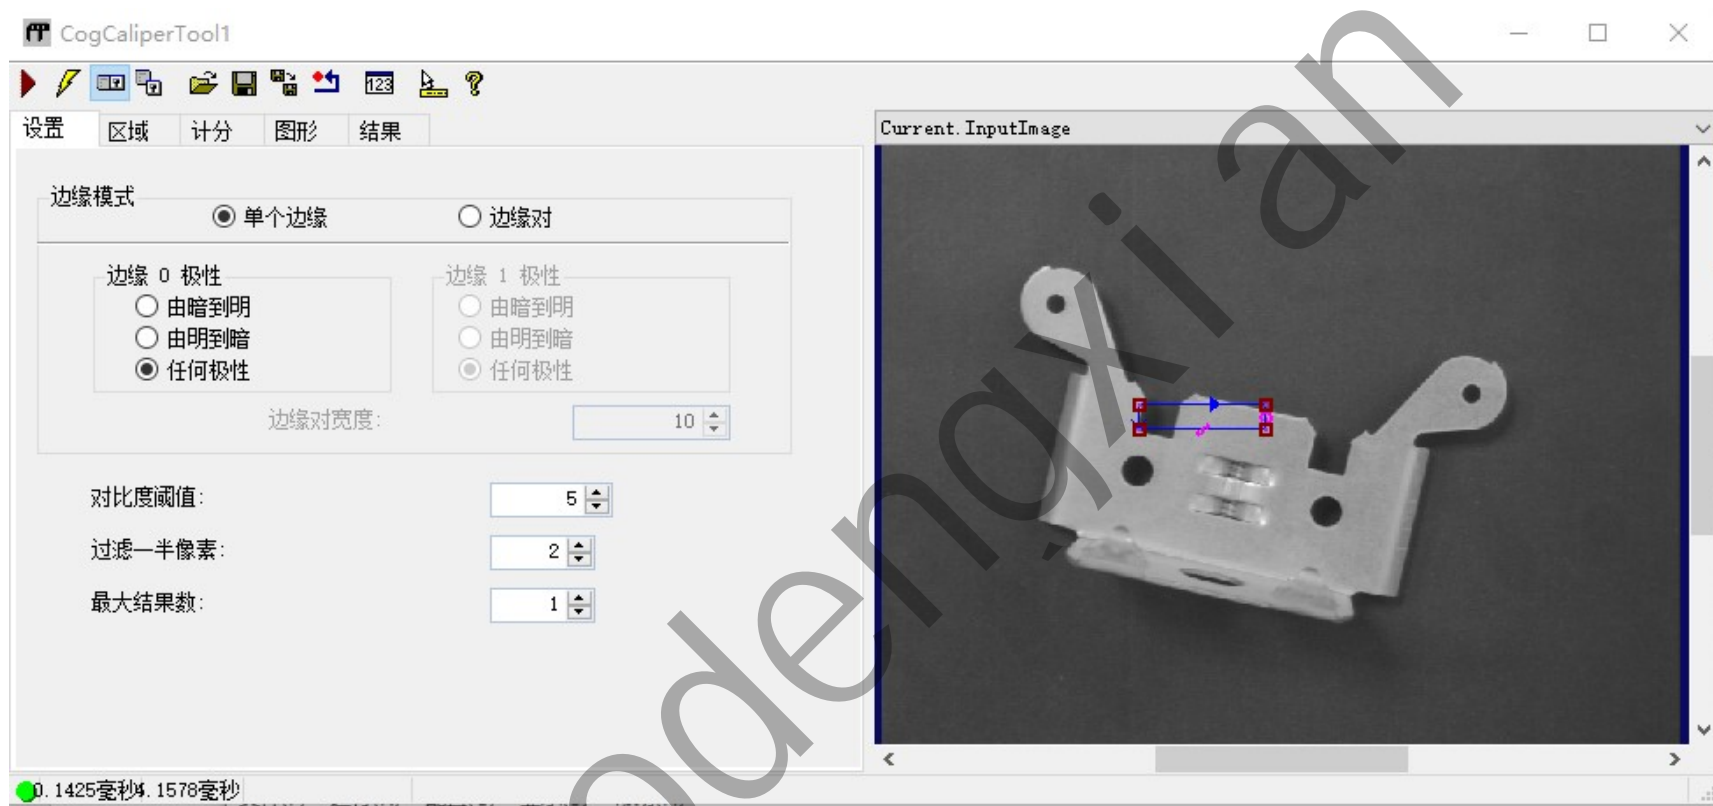 CogCaliperTool1
设置 区域 计分 图形 结果
Current.InputImage
边缘模式
单个边缘 边缘对
边缘 0 极性 边缘 1 极性
由暗到明 由暗到明
由明到暗 由明到暗
任何极性 任何极性
边缘对宽度: 10
对比度阈值: 5
过滤一半像素: 2
最大结果数: 1
0.1425毫秒4.1578毫秒